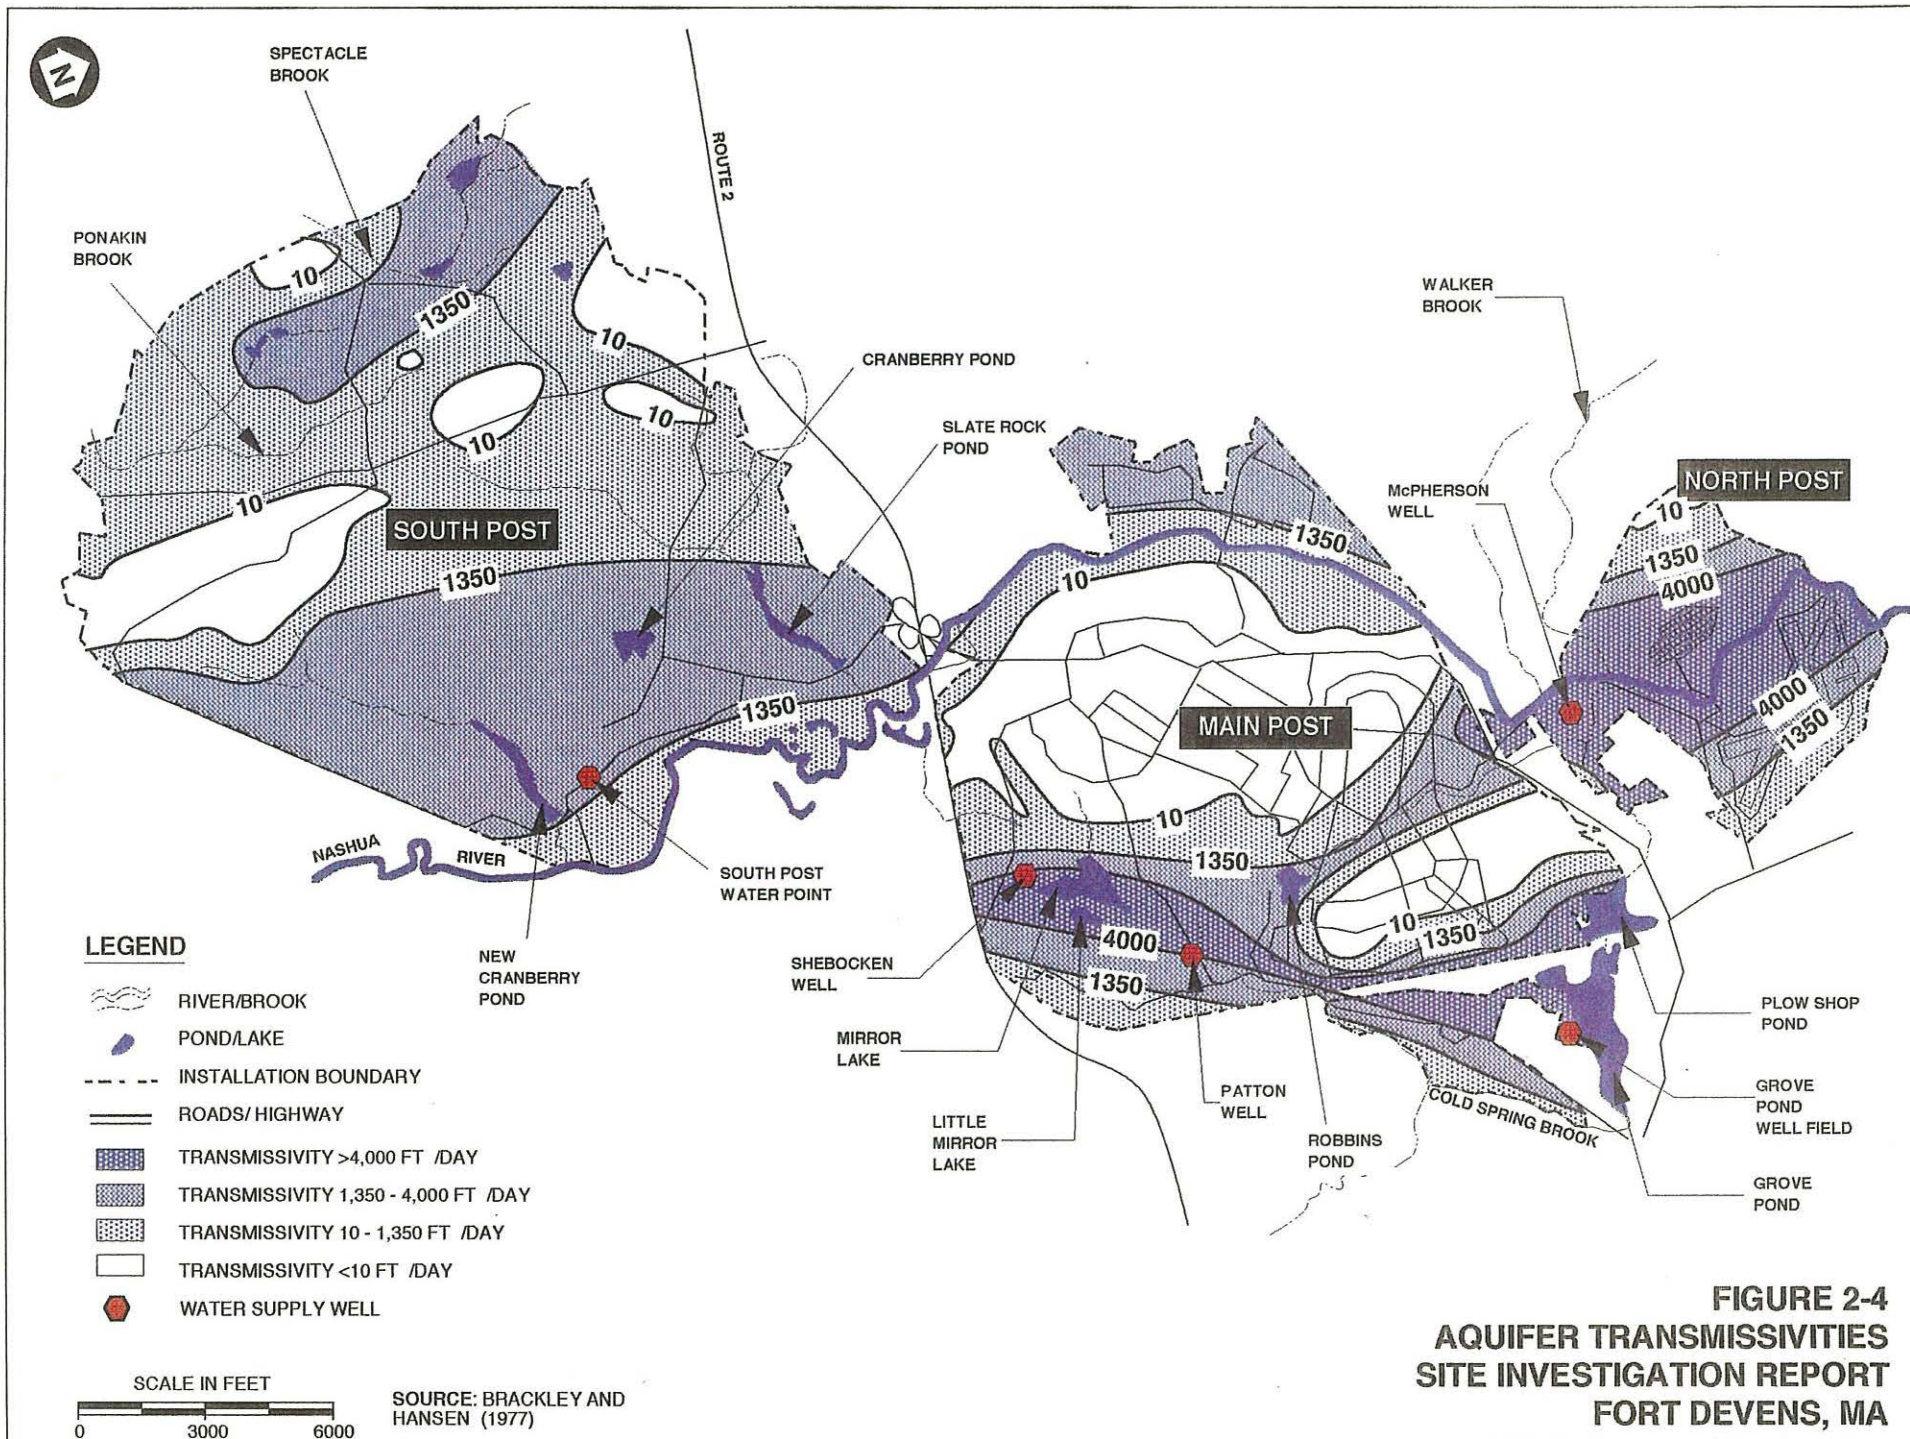 N
SPECTACLE
BROOK
PONAKIN
BROOK
ROUTE 2
10
1350
10
10
10
10
SOUTH POST
1350
CRANBERRY POND
SLATE ROCK
POND
1350
NASHUA
RIVER
SOUTH POST
WATER POINT
NEW
CRANBERRY
POND
WALKER
BROOK
McPHERSON
WELL
NORTH POST
10
1350
4000
4000
1350
1350
10
MAIN POST
10
1350
4000
1350
10
1350
SHEBOCKEN
WELL
MIRROR
LAKE
LITTLE
MIRROR
LAKE
PATTON
WELL
ROBBINS
POND
COLD SPRING BROOK
PLOW SHOP
POND
GROVE
POND
WELL FIELD
GROVE
POND
LEGEND
RIVER/BROOK
POND/LAKE
INSTALLATION BOUNDARY
ROADS/ HIGHWAY
TRANSMISSIVITY >4,000 FT /DAY
TRANSMISSIVITY 1,350 - 4,000 FT /DAY
TRANSMISSIVITY 10 - 1,350 FT /DAY
TRANSMISSIVITY <10 FT /DAY
WATER SUPPLY WELL
SCALE IN FEET
0 3000 6000
SOURCE: BRACKLEY AND
HANSEN (1977)
FIGURE 2-4
AQUIFER TRANSMISSIVITIES
SITE INVESTIGATION REPORT
FORT DEVENS, MA